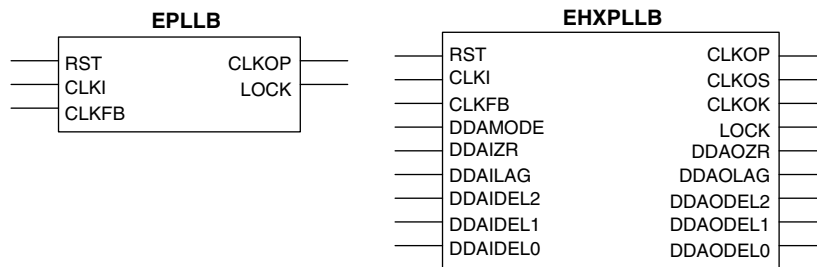 EPLLB
RST CLKOP
CLKI LOCK
CLKFB
EHXPLLB
RST CLKOP
CLKI CLKOS
CLKFB CLKOK
DDAMODE LOCK
DDAIZR DDAOZR
DDAILAG DDAOLAG
DDAIDEL2 DDAODEL2
DDAIDEL1 DDAODEL1
DDAIDEL0 DDAODEL0